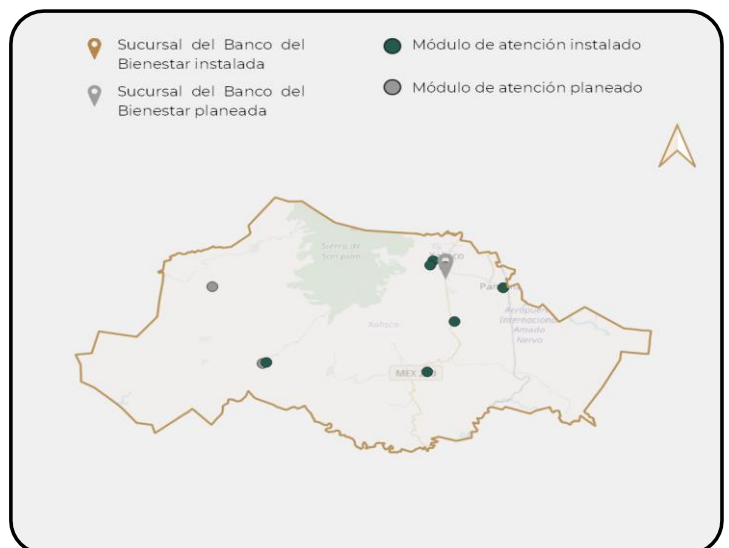 Sucursal del Banco del
Bienestar instalada
Sucursal del Banco del
Bienestar planeada
Módulo de atención instalado
Módulo de atención planeado
Sierra de
San Juan
Xalisco
Aeropuerto
Internacional
Amado
Nervo